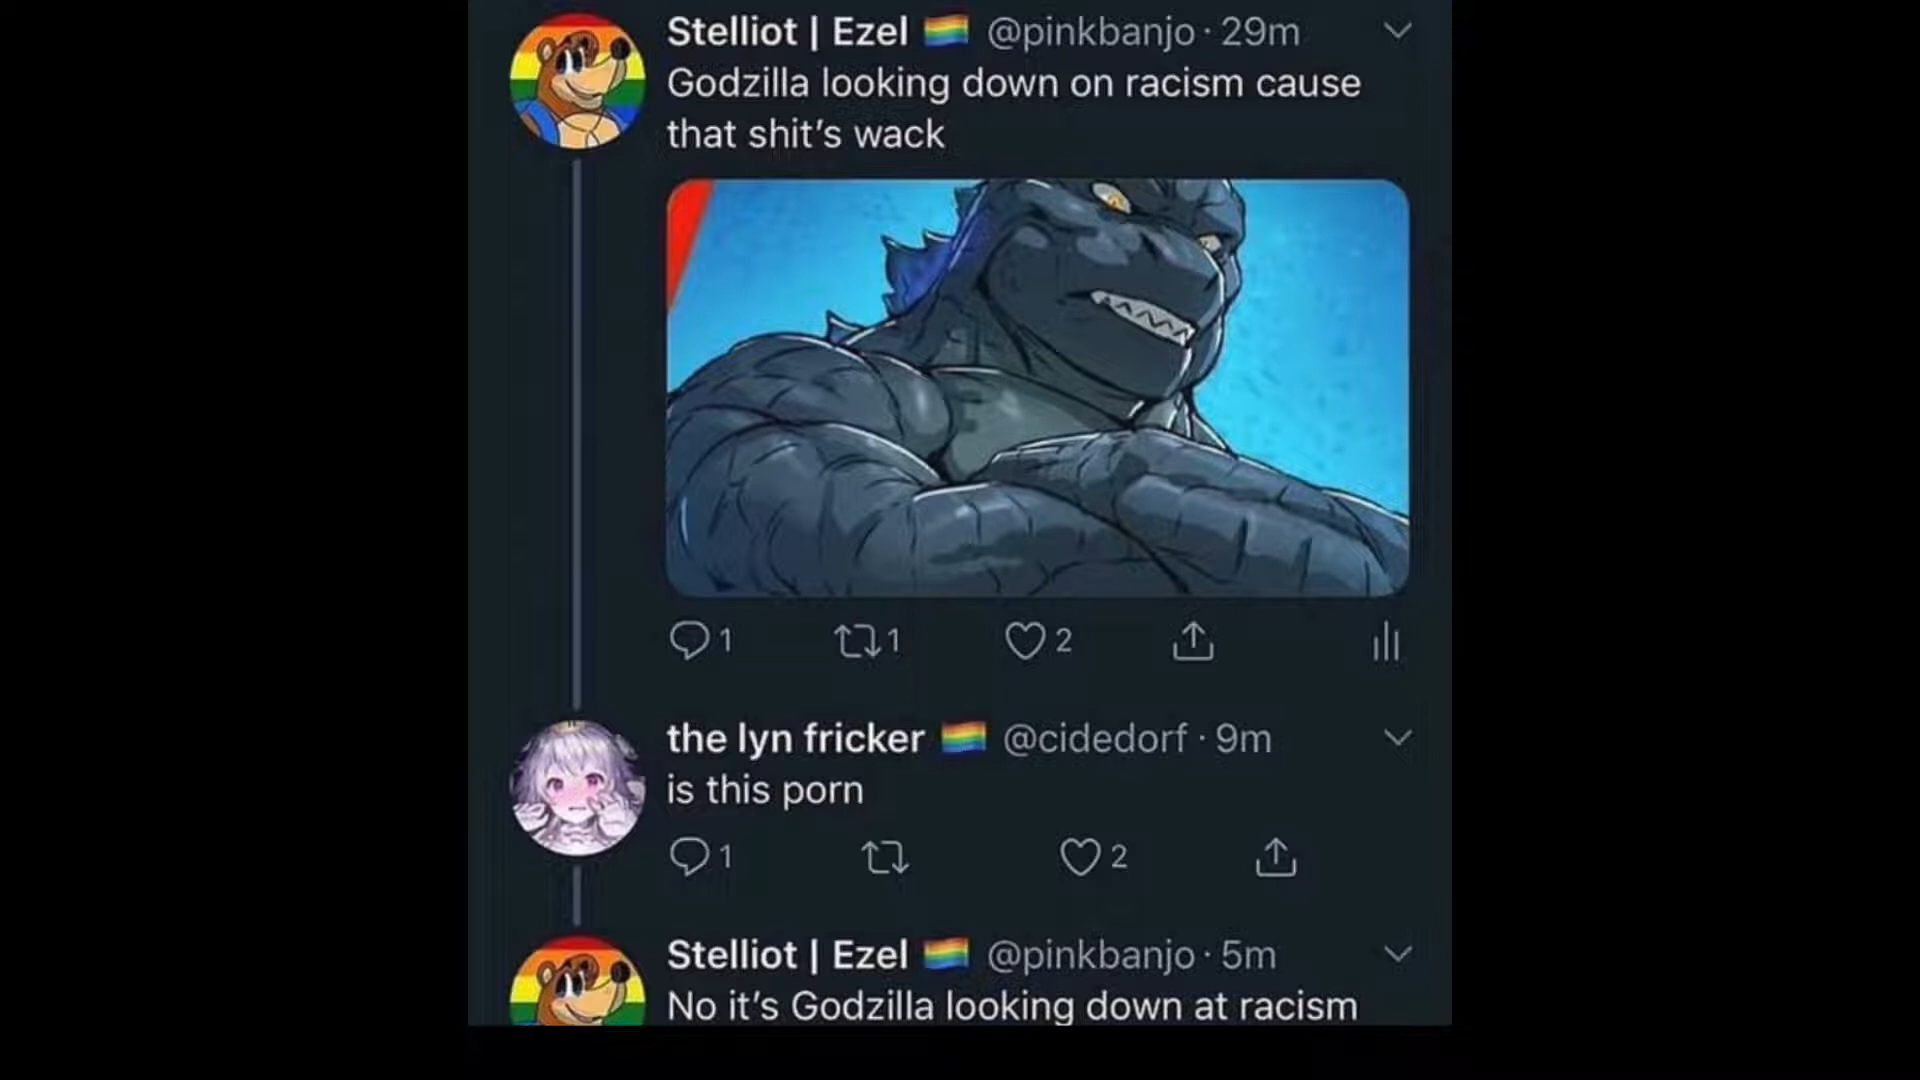 Stelliot | Ezel 🏳️‍🌈 @pinkbanjo · 29m
Godzilla looking down on racism cause
that shit's wack
1 1 2
the lyn fricker 🏳️‍🌈 @cidedorf · 9m
is this porn
1 2
Stelliot | Ezel 🏳️‍🌈 @pinkbanjo · 5m
No it's Godzilla looking down at racism